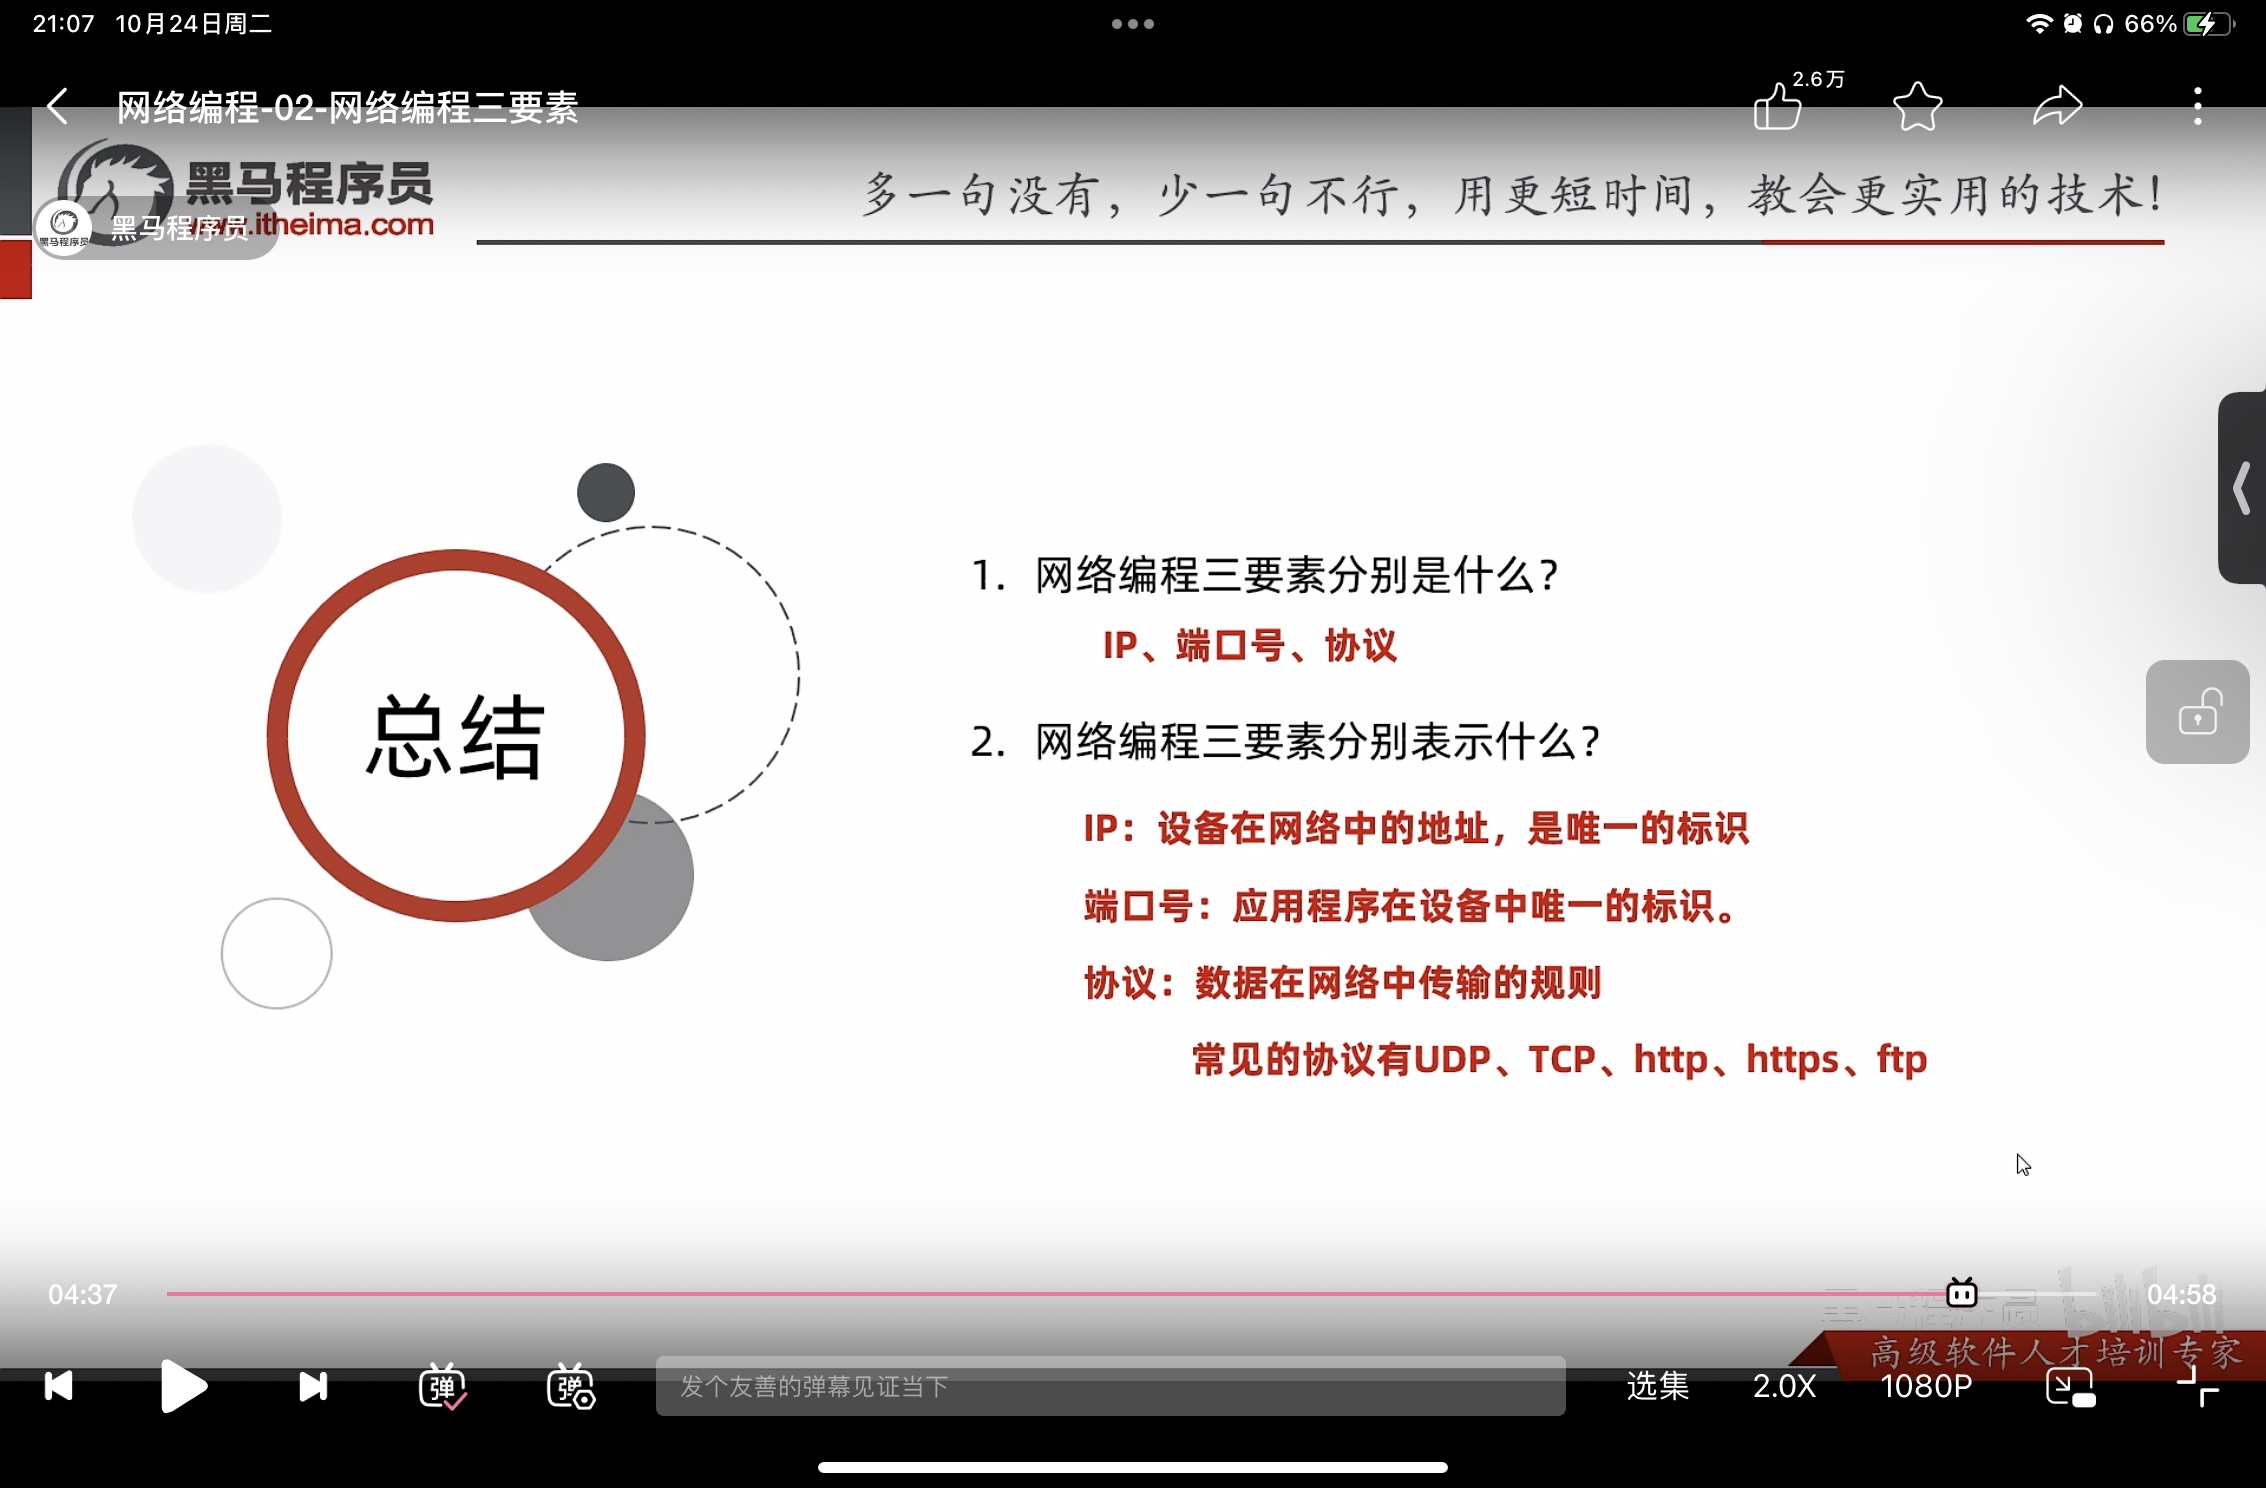 21:07 10月24日周二
66%
网络编程-02-网络编程三要素
2.6万
黑马程序员
.itheima.com
黑马程序员
黑马程序员
多一句没有，少一句不行，用更短时间，教会更实用的技术！
总结
1. 网络编程三要素分别是什么？
IP、端口号、协议
2. 网络编程三要素分别表示什么？
IP：设备在网络中的地址，是唯一的标识
端口号：应用程序在设备中唯一的标识。
协议：数据在网络中传输的规则
常见的协议有UDP、TCP、http、https、ftp
04:37
04:58
bilibili
高级软件人才培训专家
弹
弹
发个友善的弹幕见证当下
选集
2.0X
1080P